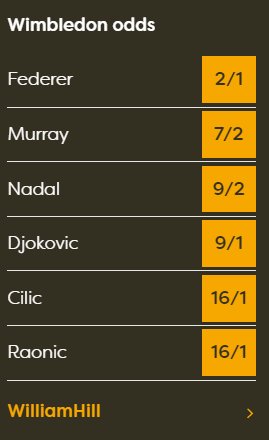 Wimbledon odds
Federer 2/1
Murray 7/2
Nadal 9/2
Djokovic 9/1
Cilic 16/1
Raonic 16/1
WilliamHill >